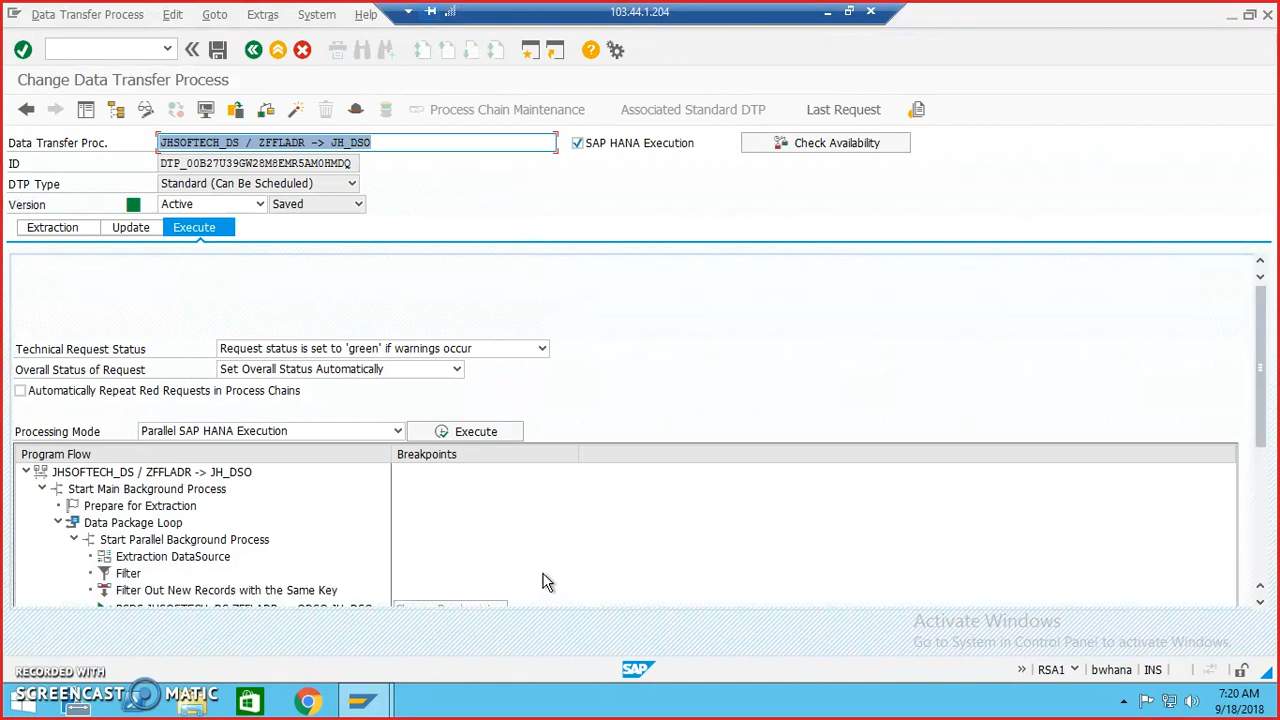 Data Transfer Process Edit Goto Extras System Help 103.44.1.204
Change Data Transfer Process
Process Chain Maintenance Associated Standard DTP Last Request
Data Transfer Proc. JHSOFTECH_DS / ZFFLADR -> JH_DSO SAP HANA Execution Check Availability
ID DTP_00B27U39GW28M8EMR5AM0HMDQ
DTP Type Standard (Can Be Scheduled)
Version Active Saved
Extraction Update Execute
Technical Request Status Request status is set to 'green' if warnings occur
Overall Status of Request Set Overall Status Automatically
Automatically Repeat Red Requests in Process Chains
Processing Mode Parallel SAP HANA Execution Execute
Program Flow Breakpoints
JHSOFTECH_DS / ZFFLADR -> JH_DSO
Start Main Background Process
Prepare for Extraction
Data Package Loop
Start Parallel Background Process
Extraction DataSource
Filter
Filter Out New Records with the Same Key
Activate Windows
Go to System in Control Panel to activate Windows.
SAP RSA1 bwhana INS
RECORDED WITH
SCREENCAST MATIC
7:20 AM
9/18/2018